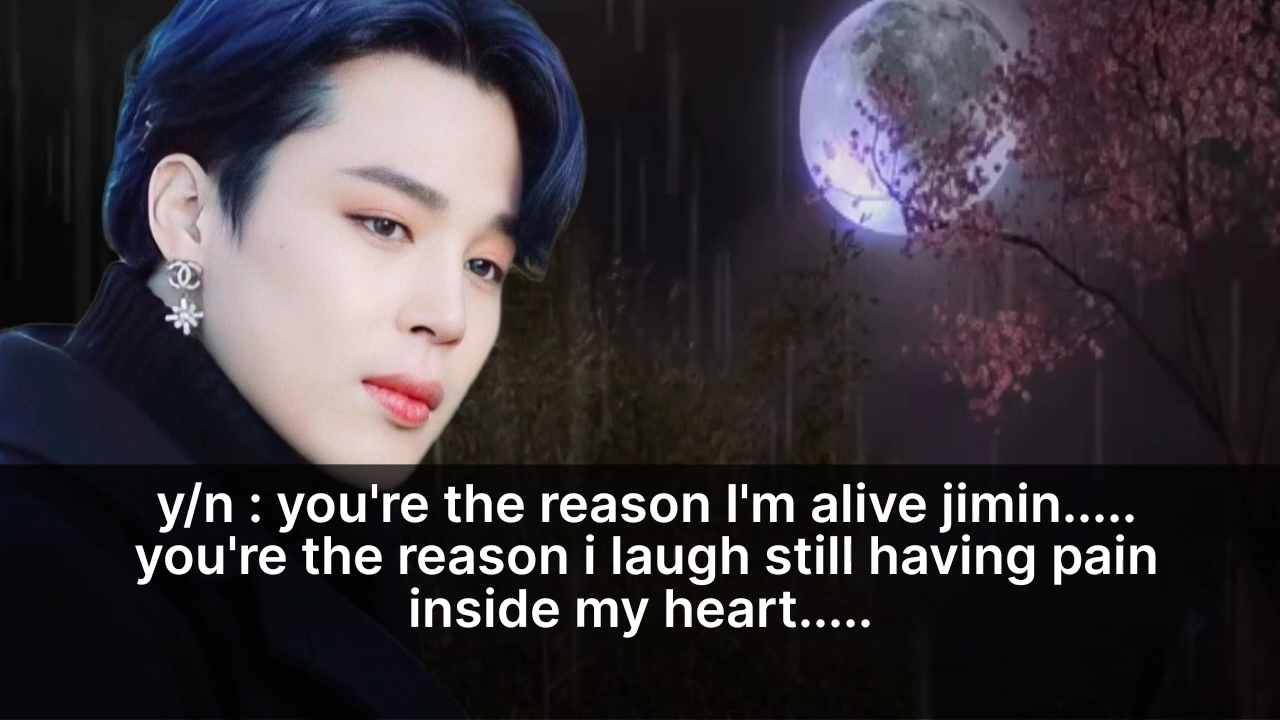 y/n : you're the reason I'm alive jimin.....
you're the reason i laugh still having pain
inside my heart.....